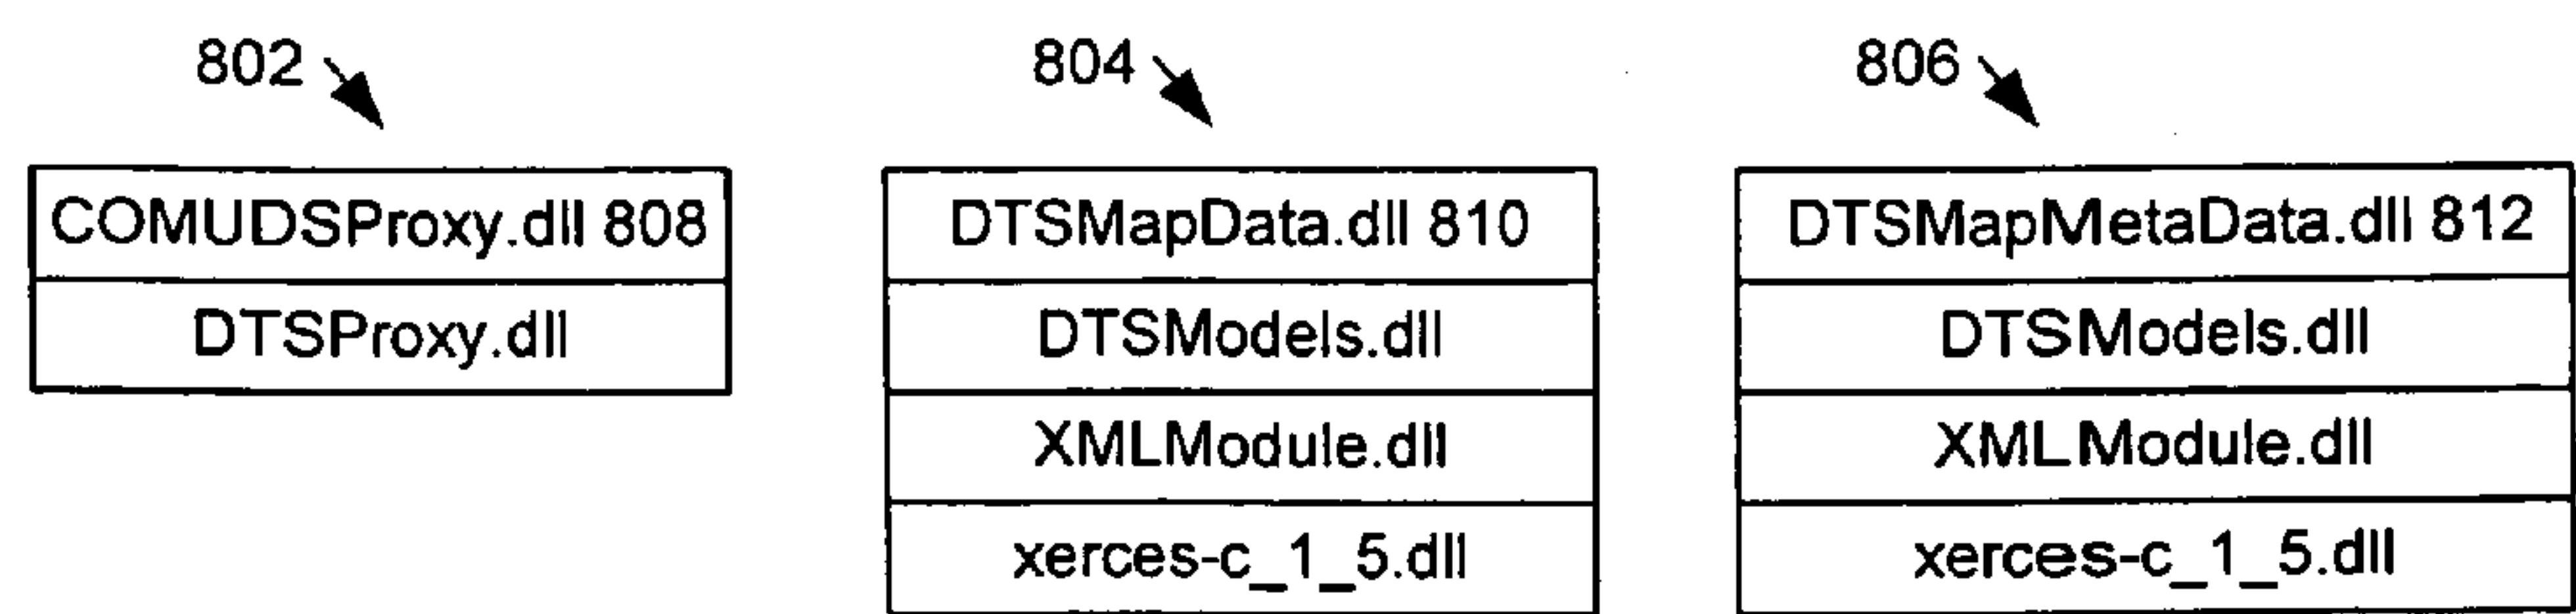 802
804
806
COMUDSProxy.dll 808
DTSProxy.dll
DTSMapData.dll 810
DTSModels.dll
XMLModule.dll
xerces-c_1_5.dll
DTSMapMetaData.dll 812
DTSModels.dll
XMLModule.dll
xerces-c_1_5.dll